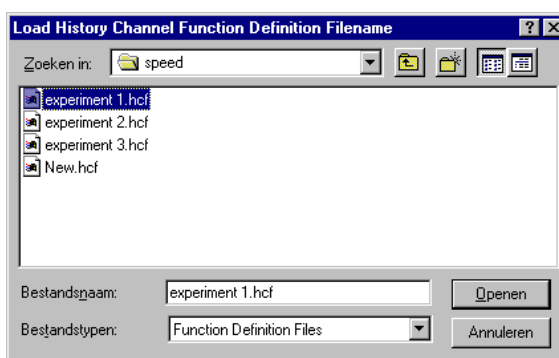 Load History Channel Function Definition Filename
Zoeken in: speed
experiment 1.hcf
experiment 2.hcf
experiment 3.hcf
New.hcf
Bestandsnaam: experiment 1.hcf Openen
Bestandstypen: Function Definition Files Annuleren